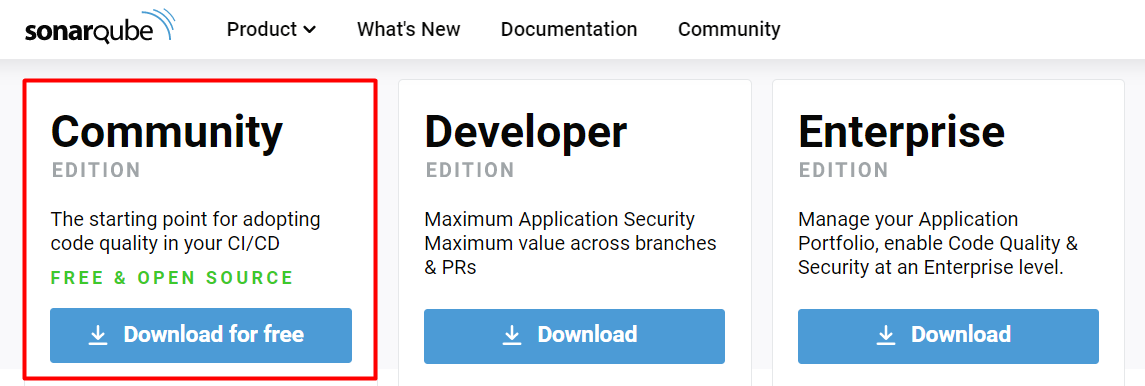 sonarqube
Product
What's New
Documentation
Community
Community
EDITION
The starting point for adopting
code quality in your CI/CD
FREE & OPEN SOURCE
Download for free
Developer
EDITION
Maximum Application Security
Maximum value across branches
& PRs
Download
Enterprise
EDITION
Manage your Application
Portfolio, enable Code Quality &
Security at an Enterprise level.
Download